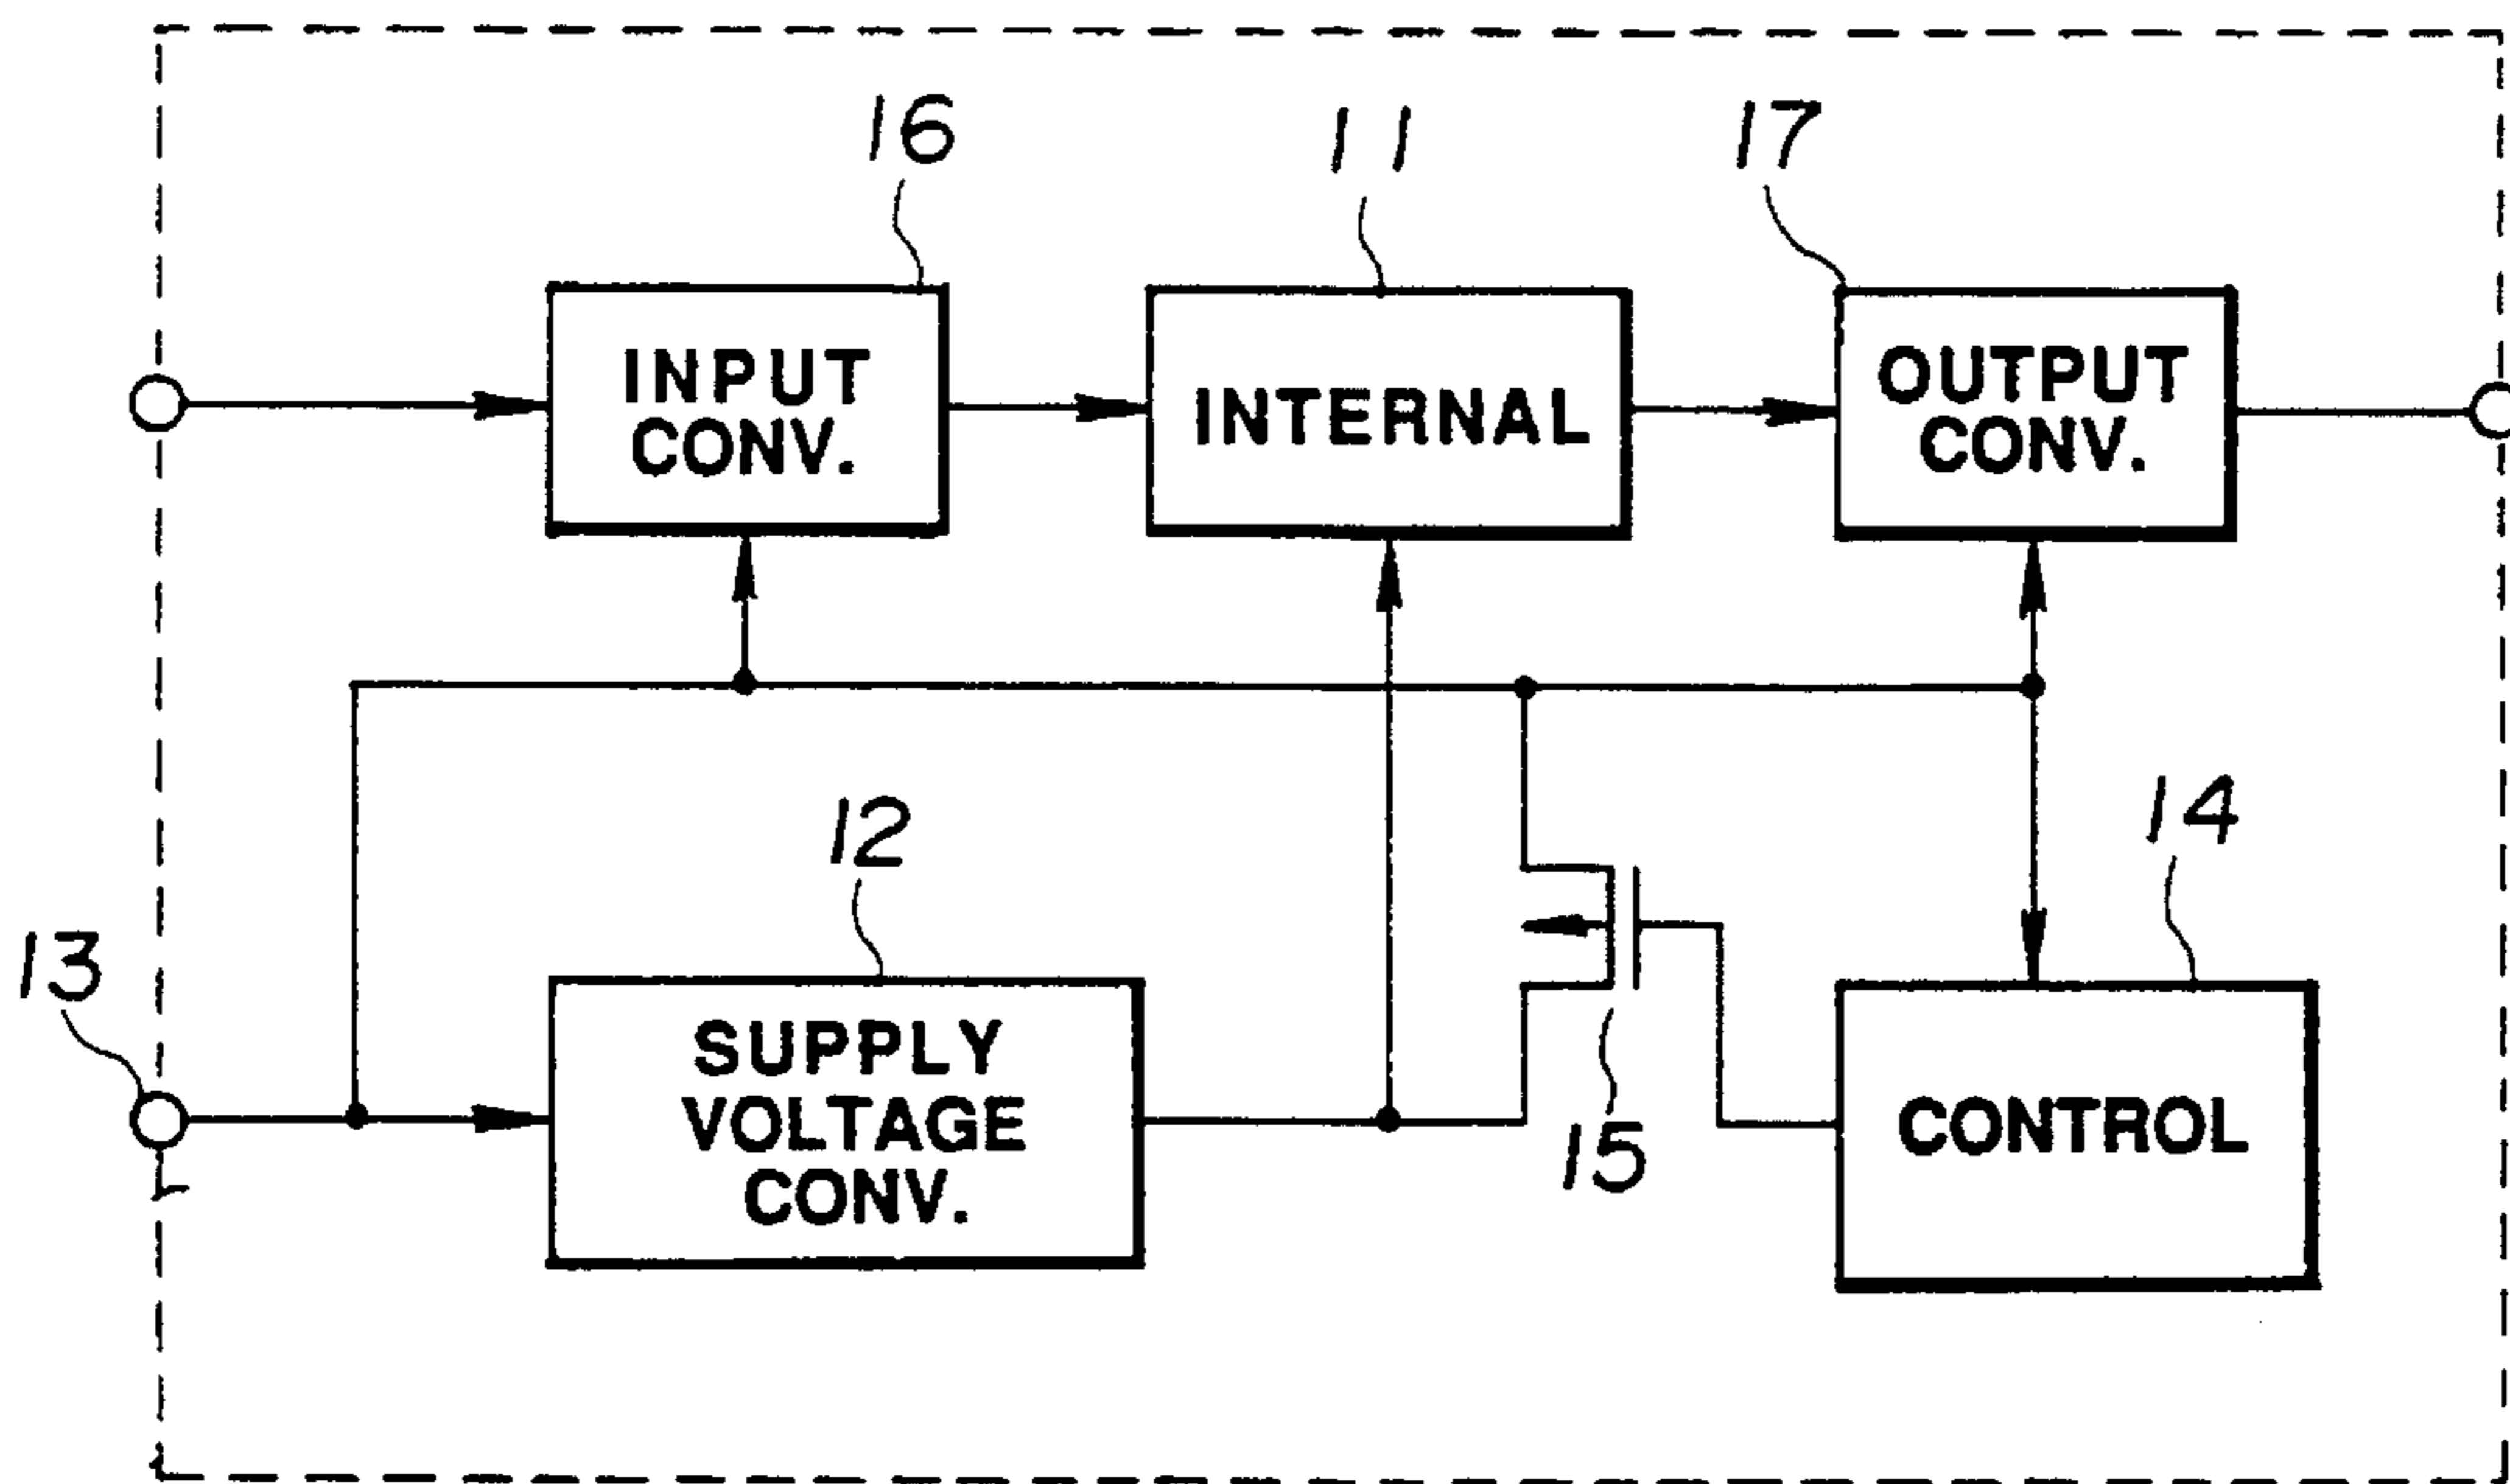 16
11
17
INPUT
CONV.
INTERNAL
OUTPUT
CONV.
12
14
13
SUPPLY
VOLTAGE
CONV.
15
CONTROL